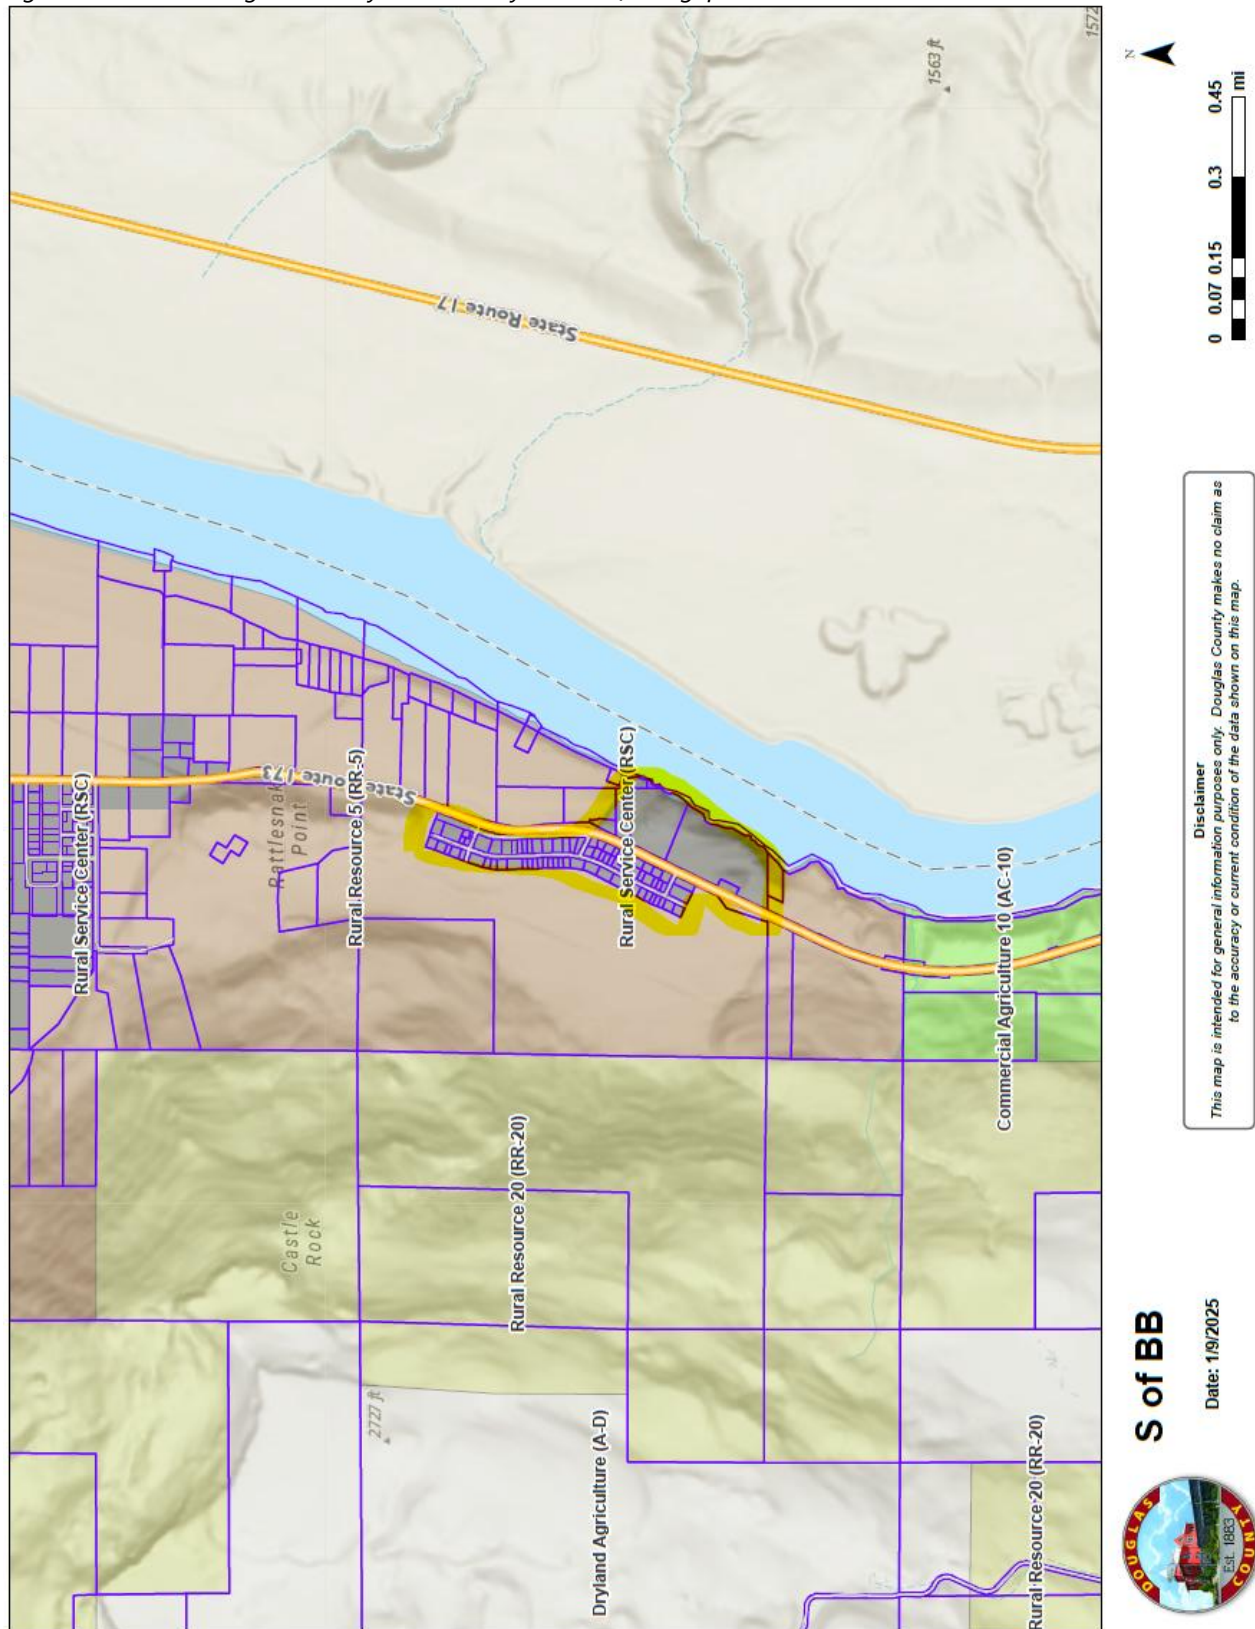 1572
1563 ft
State Route 17
State Route 173
Rattlesnak
Point
Rural Service Center (RSC)
Rural Resource 5 (RR-5)
Rural Service Center (RSC)
Commercial Agriculture 10 (AC-10)
Castle
Rock
Rural Resource 20 (RR-20)
2727 ft
Dryland Agriculture (A-D)
Rural Resource 20 (RR-20)
N
0 0.07 0.15 0.3 0.45
mi
Disclaimer
This map is intended for general information purposes only. Douglas County makes no claim as
to the accuracy or current condition of the data shown on this map.
S of BB
Date: 1/9/2025
DOUGLAS
Est. 1883
COUNTY